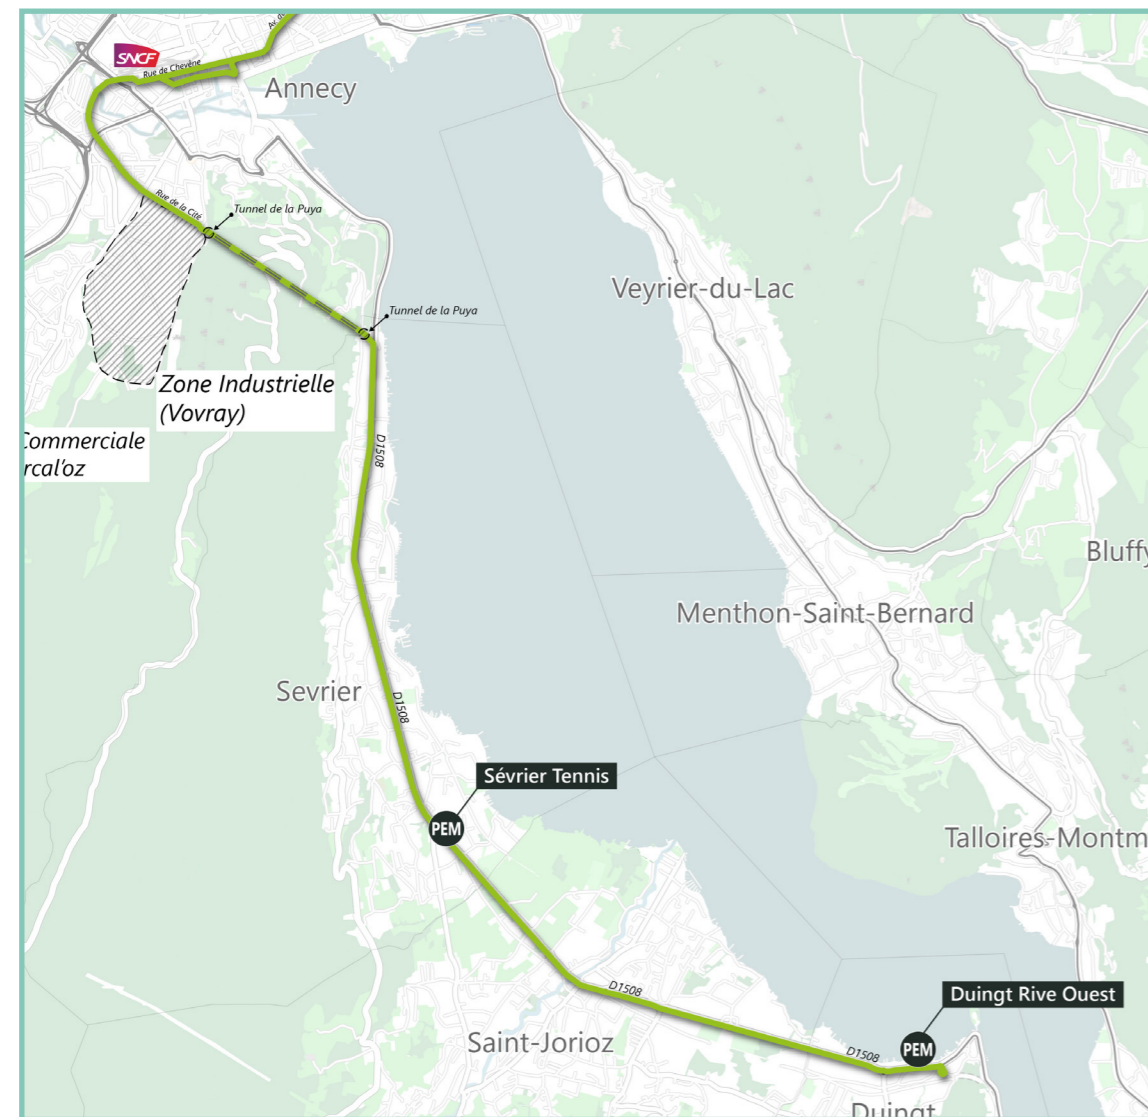 Av. du
SNCF
Rue de Chevêne
Annecy
Rue de la Cité
Tunnel de la Puya
Veyrier-du-Lac
Tunnel de la Puya
Zone Industrielle
(Vovray)
Commerciale
rcal'oz
D1508
Bluffy
Menthon-Saint-Bernard
Sevrier
D1508
Sévrier Tennis
PEM
Talloires-Montm
D1508
Duingt Rive Ouest
Saint-Jorioz
D1508
PEM
Duingt